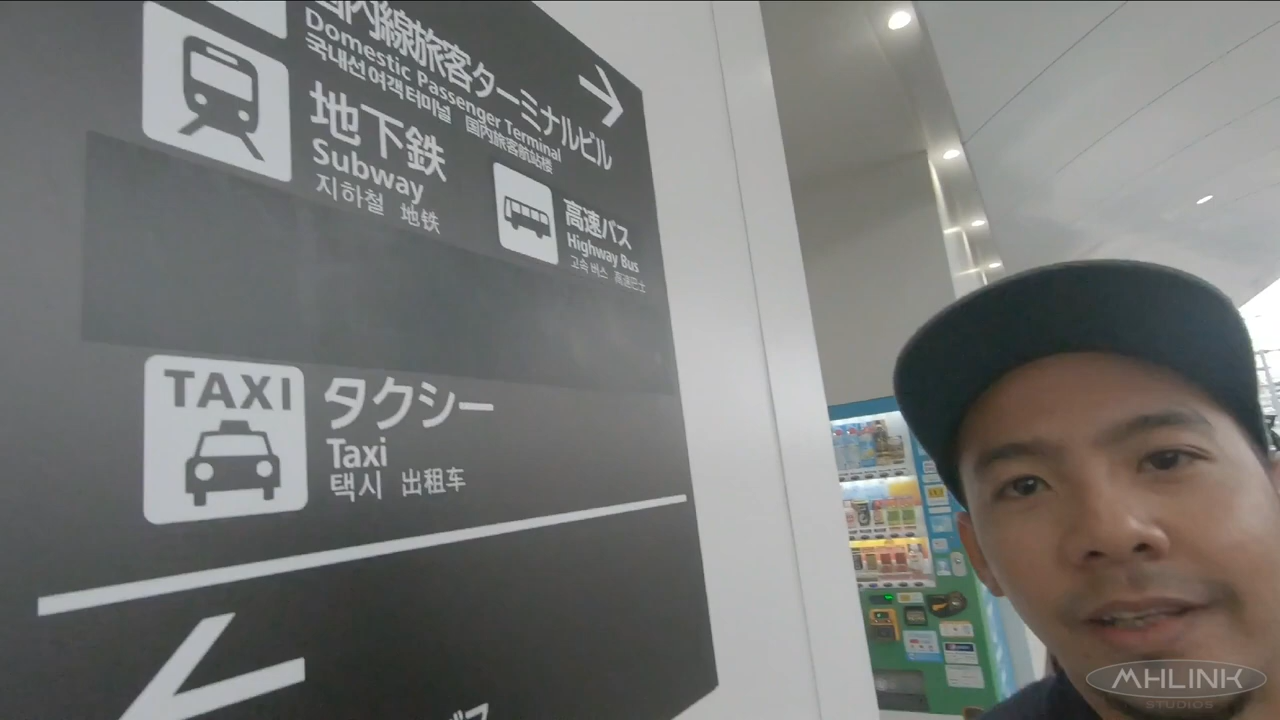 国内線旅客ターミナルビル
Domestic Passenger Terminal
국내선 여객 터미널 国内旅客航站楼
地下鉄
Subway
지하철 地铁
高速バス
Highway Bus
고속 버스 高速巴士
TAXI
タクシー
Taxi
택시 出租车
MHLINK
STUDIOS